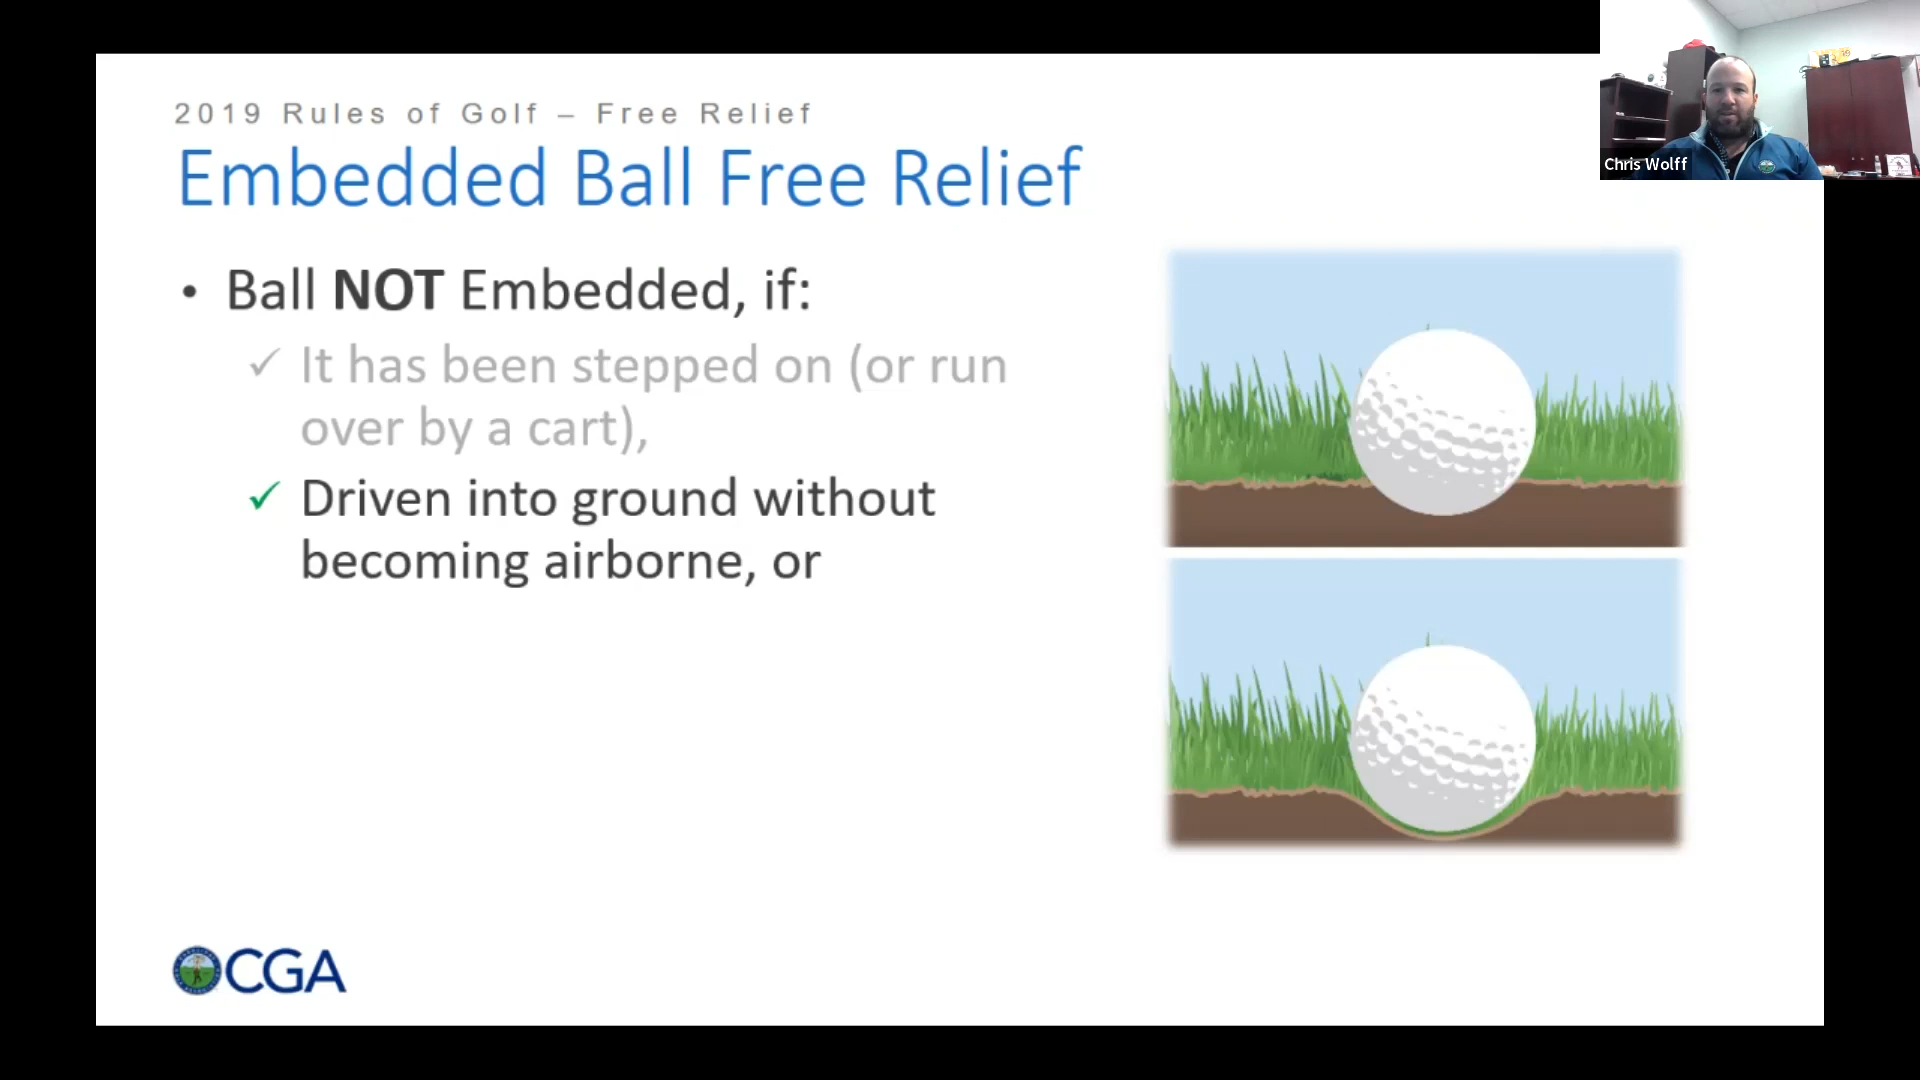 2019 Rules of Golf – Free Relief
Embedded Ball Free Relief
• Ball NOT Embedded, if:
✓ It has been stepped on (or run
over by a cart),
✓ Driven into ground without
becoming airborne, or
CGA
Chris Wolff